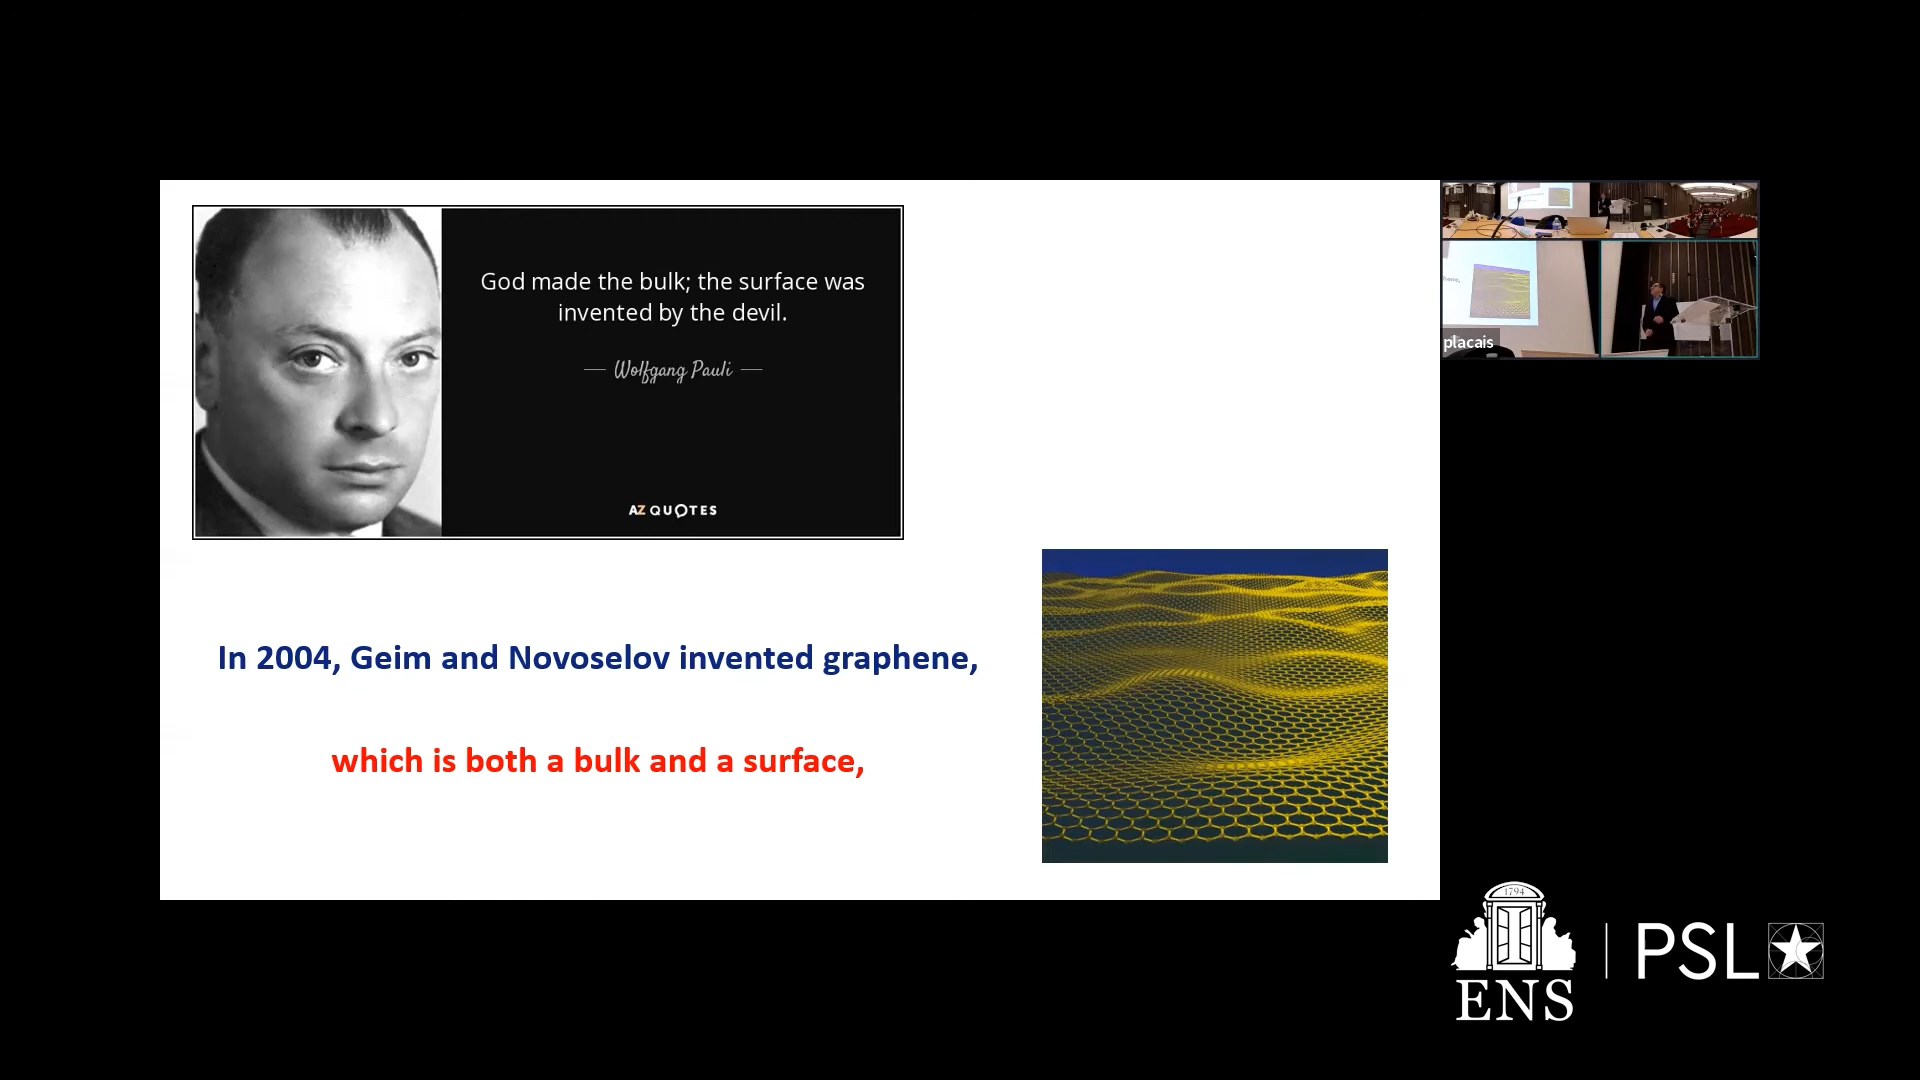 God made the bulk; the surface was
invented by the devil.
— Wolfgang Pauli —
AZ QUOTES
In 2004, Geim and Novoselov invented graphene,
which is both a bulk and a surface,
placais
1794
ENS
PSL